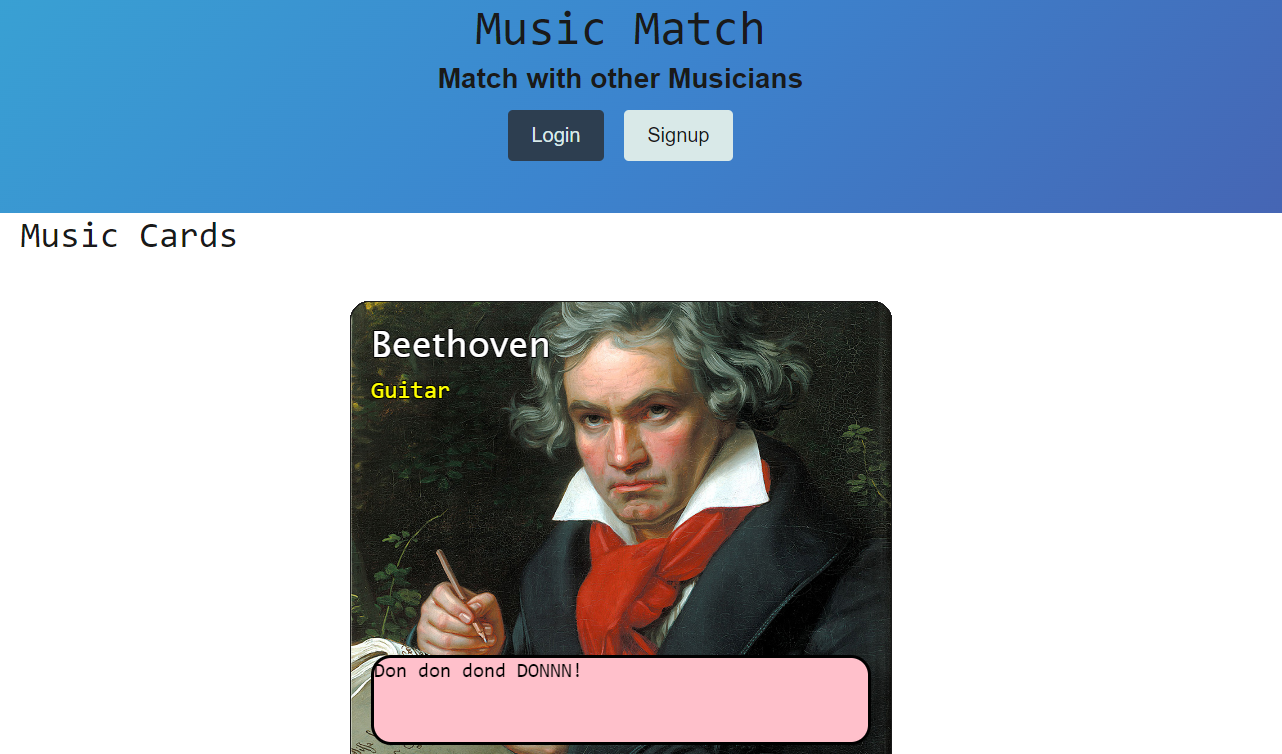 Music Match
Match with other Musicians
Login Signup
Music Cards
Beethoven
Guitar
Don don dond DONNN!